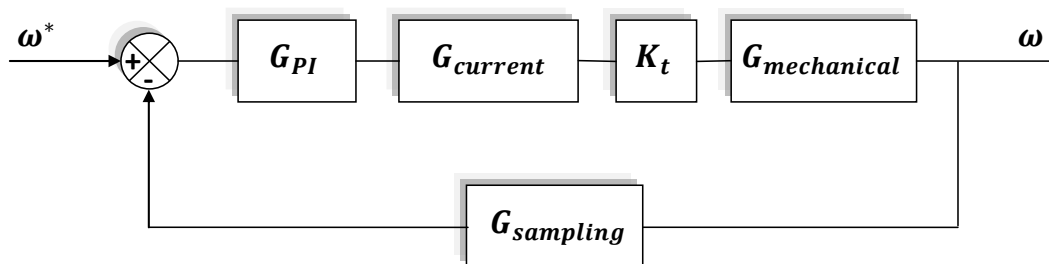 ω*
+
-
G_PI
G_current
K_t
G_mechanical
ω
G_sampling